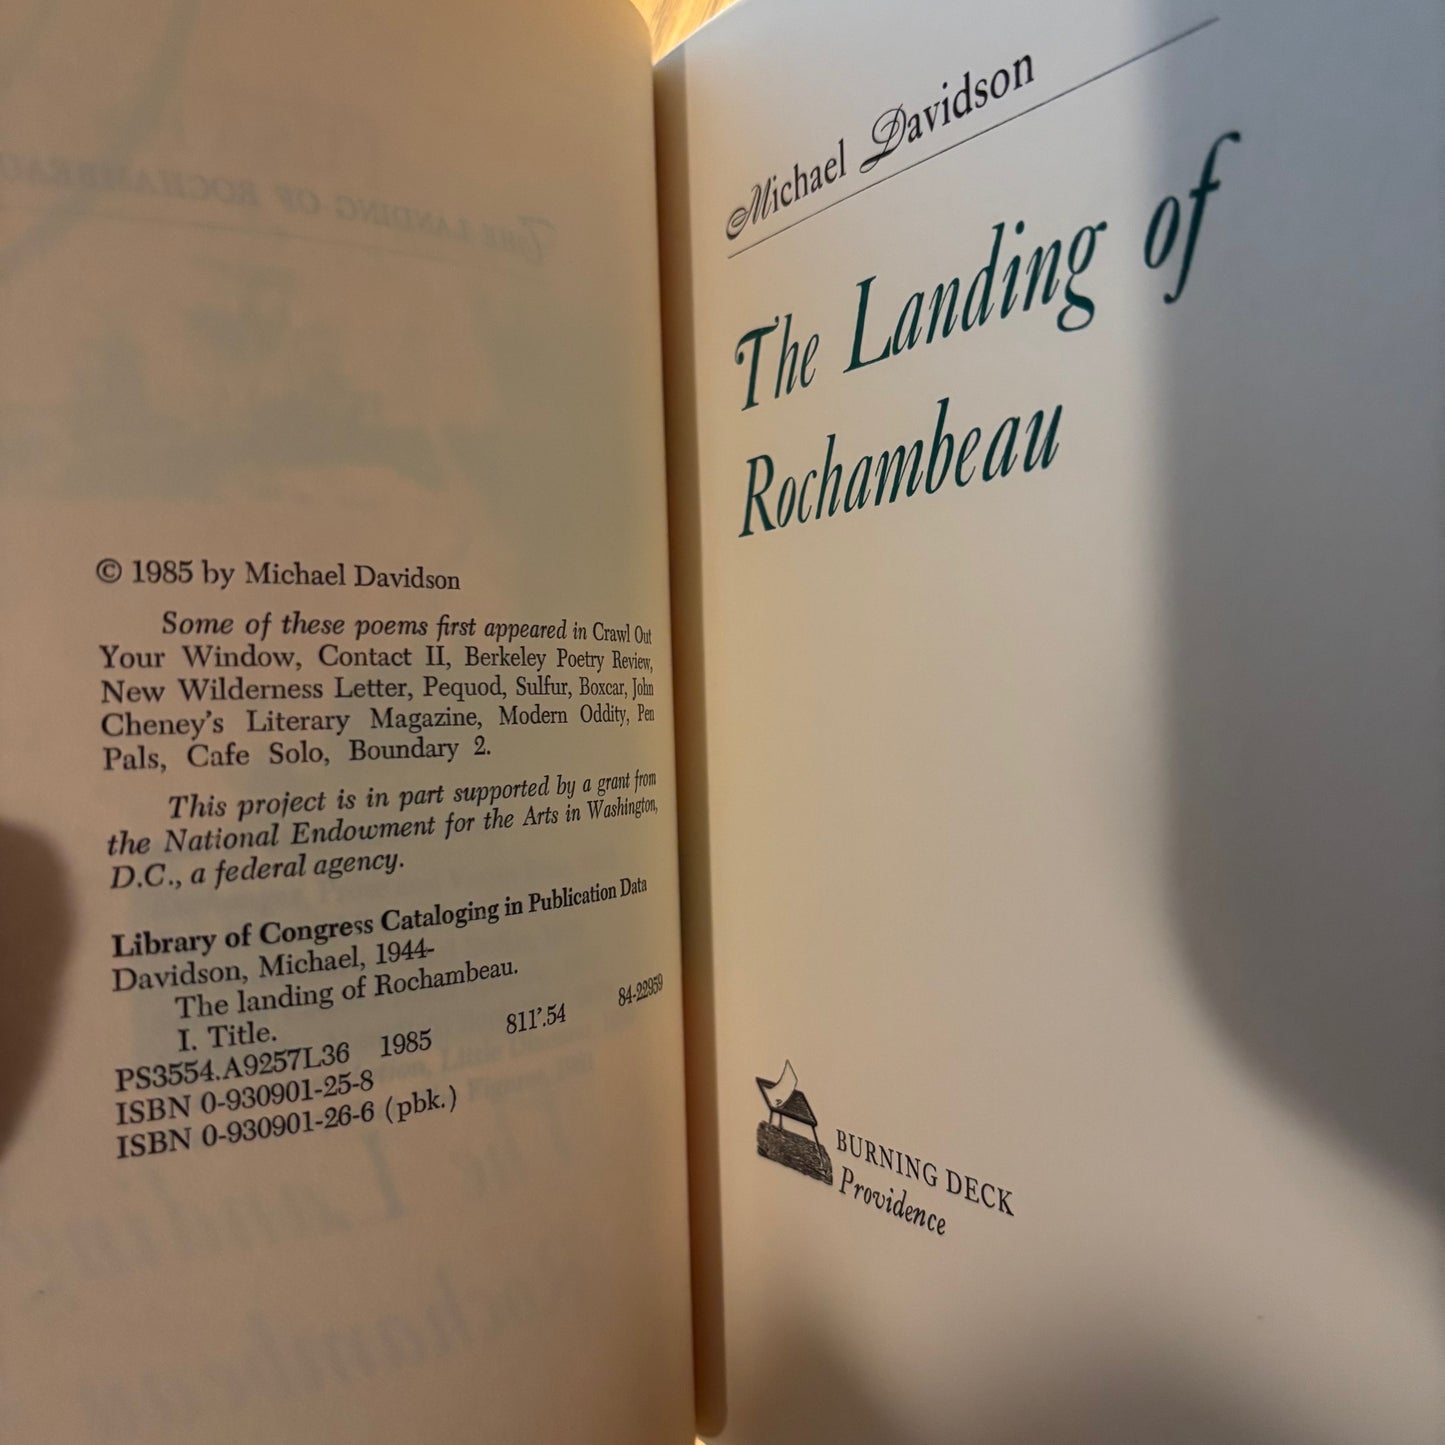 © 1985 by Michael Davidson
Some of these poems first appeared in Crawl Out
Your Window, Contact II, Berkeley Poetry Review,
New Wilderness Letter, Pequod, Sulfur, Boxcar, John
Cheney's Literary Magazine, Modern Oddity, Pen
Pals, Cafe Solo, Boundary 2.
This project is in part supported by a grant from
the National Endowment for the Arts in Washington,
D.C., a federal agency.
Library of Congress Cataloging in Publication Data
Davidson, Michael, 1944-
The landing of Rochambeau.
I. Title.
PS3554.A9257L36 1985 811'.54 84-22959
ISBN 0-930901-25-8
ISBN 0-930901-26-6 (pbk.)
Michael Davidson
The Landing of
Rochambeau
BURNING DECK
Providence